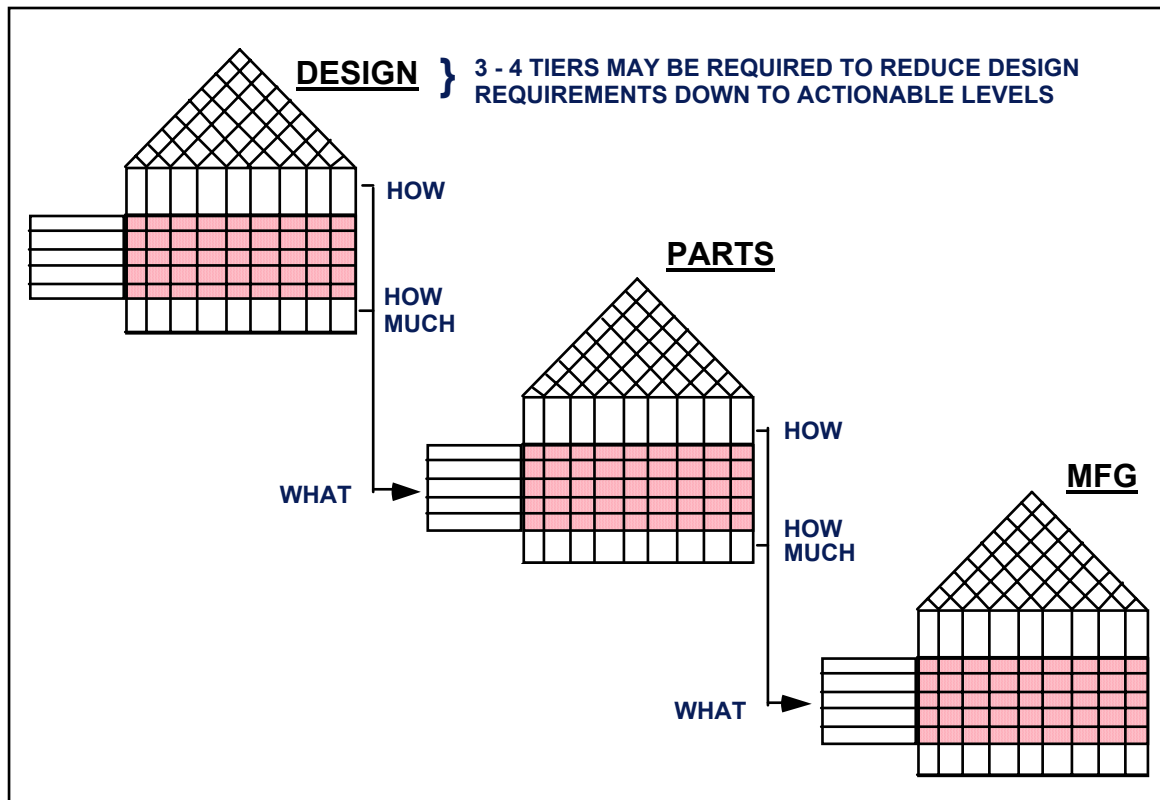 DESIGN } 3 - 4 TIERS MAY BE REQUIRED TO REDUCE DESIGN
REQUIREMENTS DOWN TO ACTIONABLE LEVELS
HOW
HOW
MUCH
PARTS
WHAT
HOW
HOW
MUCH
MFG
WHAT